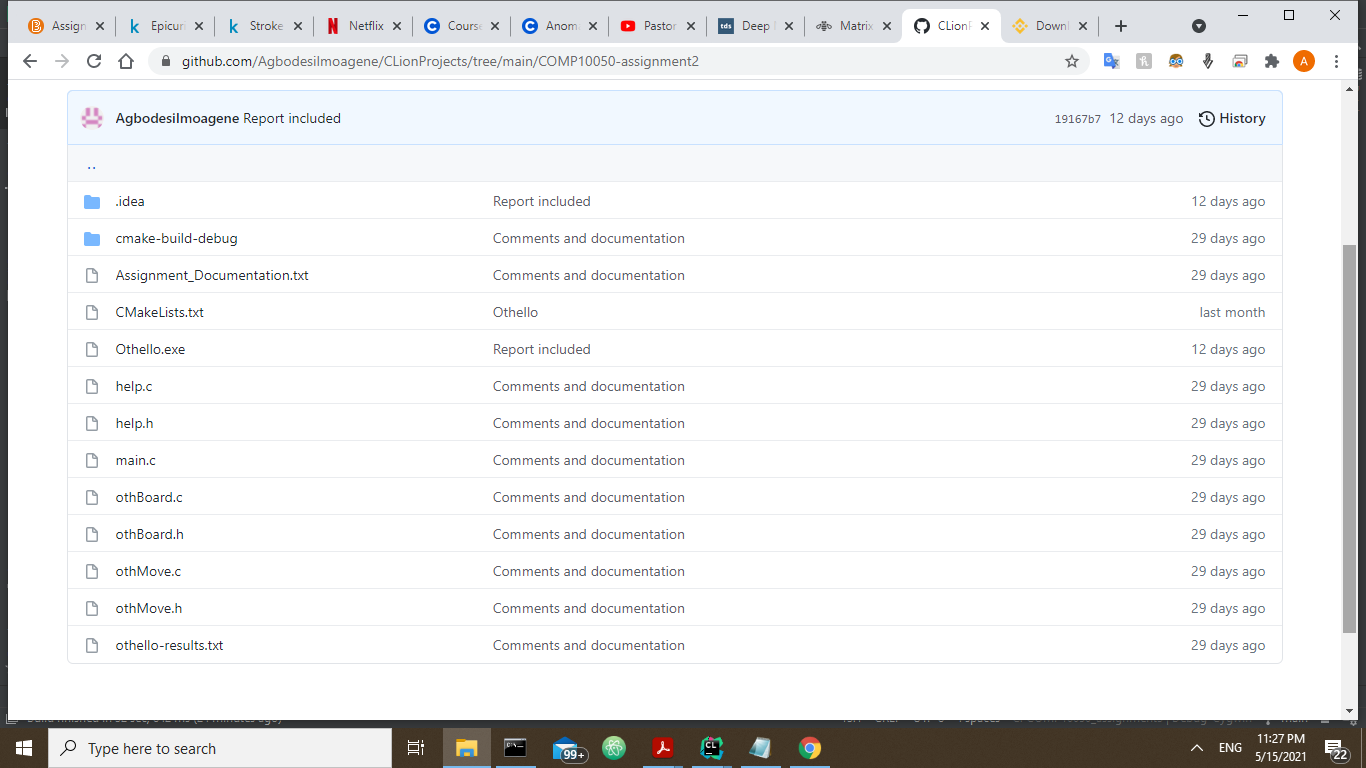 Assign Epicuri Stroke Netflix Course Anoma Pastor Deep Matrix CLionP Downl
github.com/AgbodesiImoagene/CLionProjects/tree/main/COMP10050-assignment2 A
AgbodesiImoagene Report included 19167b7 12 days ago History
..
.idea Report included 12 days ago
cmake-build-debug Comments and documentation 29 days ago
Assignment_Documentation.txt Comments and documentation 29 days ago
CMakeLists.txt Othello last month
Othello.exe Report included 12 days ago
help.c Comments and documentation 29 days ago
help.h Comments and documentation 29 days ago
main.c Comments and documentation 29 days ago
othBoard.c Comments and documentation 29 days ago
othBoard.h Comments and documentation 29 days ago
othMove.c Comments and documentation 29 days ago
othMove.h Comments and documentation 29 days ago
othello-results.txt Comments and documentation 29 days ago
Type here to search 99+ ENG 11:27 PM
5/15/2021 22